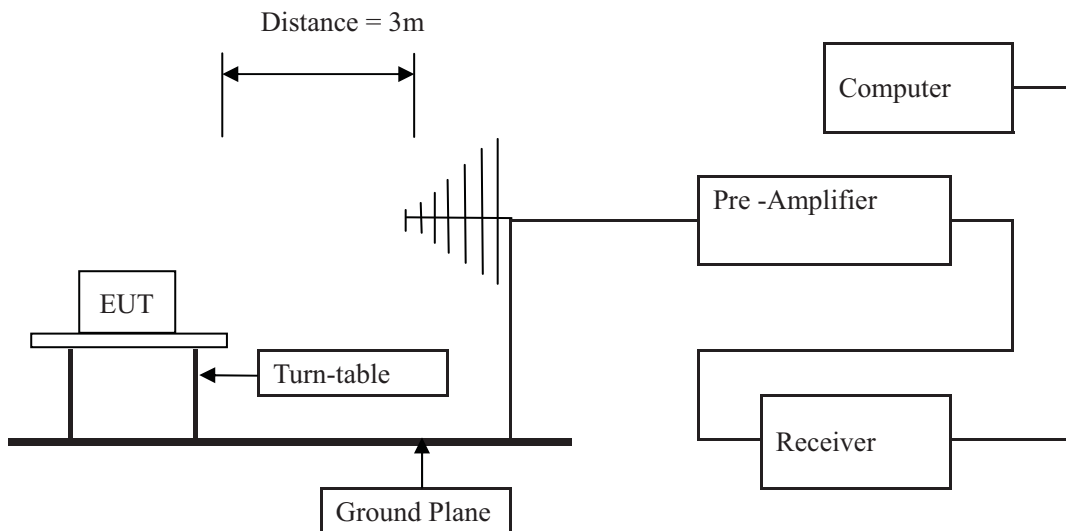 Distance = 3m
Computer
Pre -Amplifier
EUT
Turn-table
Receiver
Ground Plane